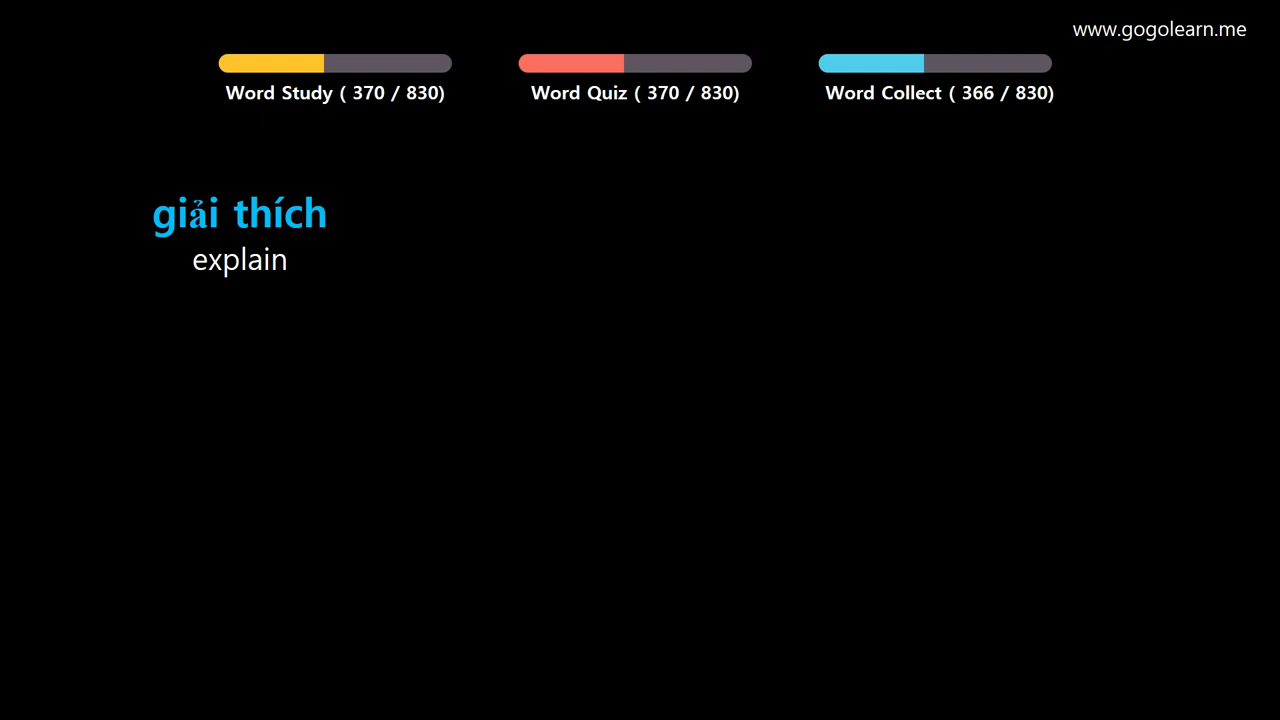 www.gogolearn.me
Word Study ( 370 / 830)
Word Quiz ( 370 / 830)
Word Collect ( 366 / 830)
giải thích
explain